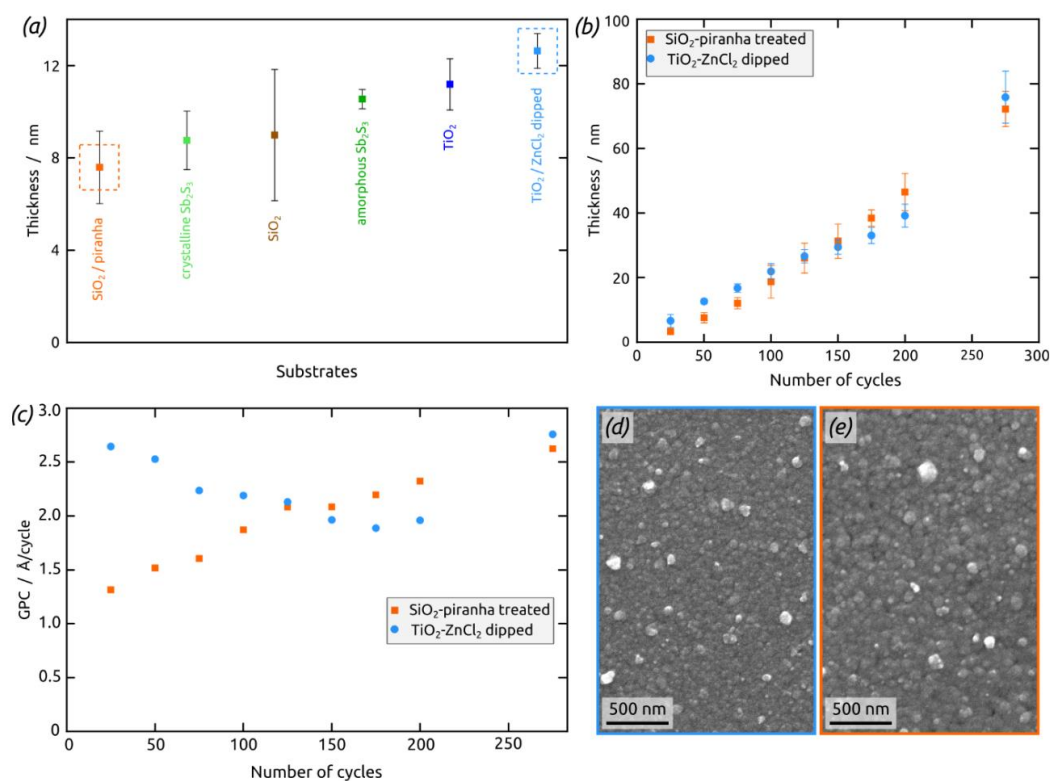 (a)
Thickness / nm
12
8
4
0
SiO₂ / piranha
crystalline Sb₂S₃
SiO₂
amorphous Sb₂S₃
TiO₂
TiO₂ / ZnCl₂ dipped
Substrates
(b)
Thickness / nm
100
80
60
40
20
0
SiO₂-piranha treated
TiO₂-ZnCl₂ dipped
0 50 100 150 200 250 300
Number of cycles
(c)
GPC / Å/cycle
3.0
2.5
2.0
1.5
1.0
0.5
0
SiO₂-piranha treated
TiO₂-ZnCl₂ dipped
0 50 100 150 200 250
Number of cycles
(d)
500 nm
(e)
500 nm